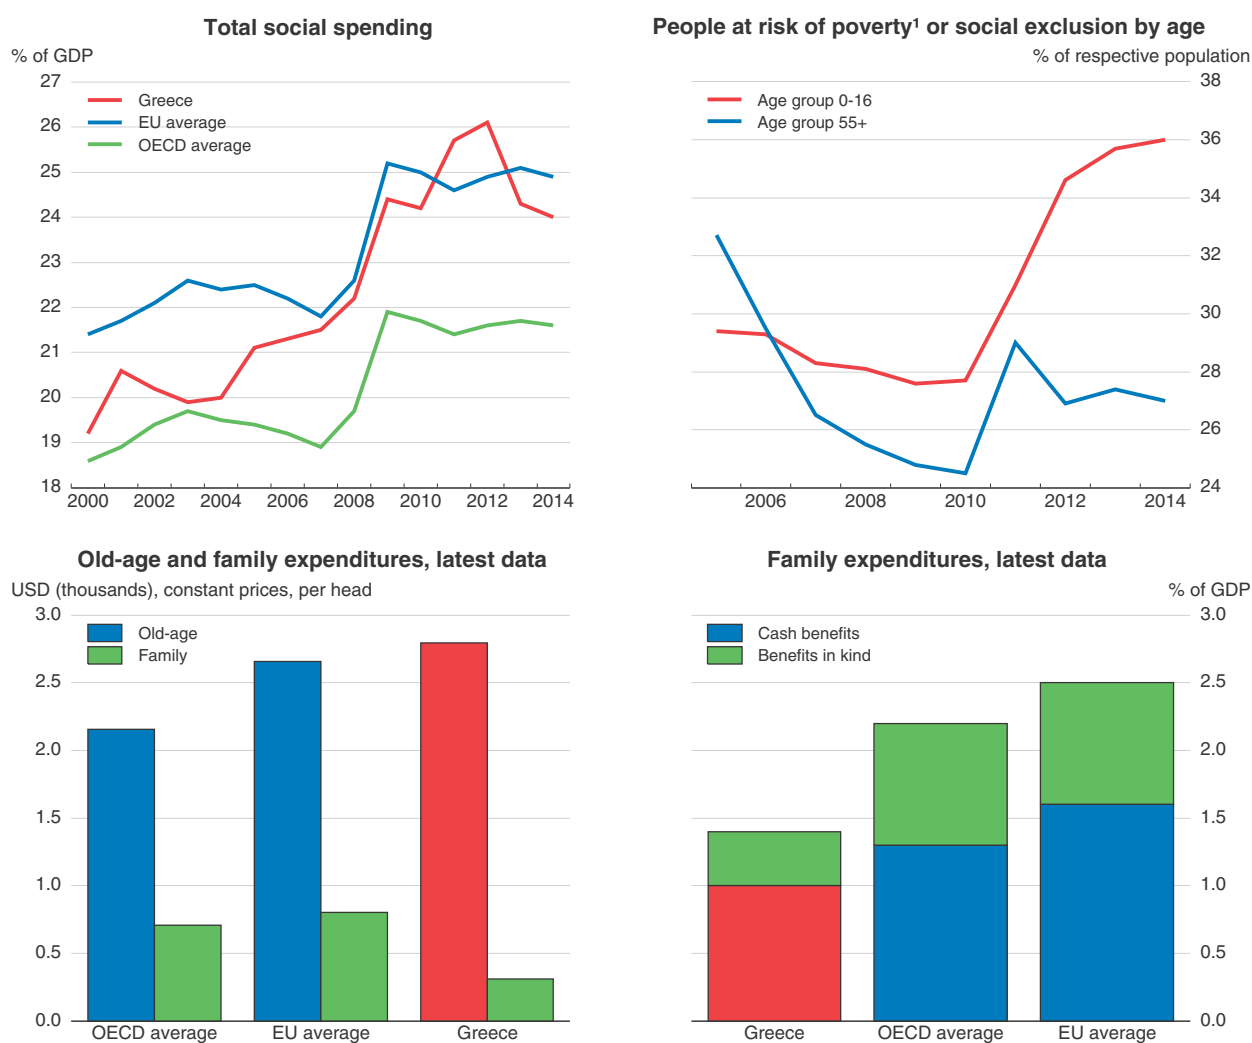 Total social spending
% of GDP
27
26
25
24
23
22
21
20
19
18
Greece
EU average
OECD average
2000 2002 2004 2006 2008 2010 2012 2014
People at risk of poverty¹ or social exclusion by age
% of respective population
38
36
34
32
30
28
26
24
Age group 0-16
Age group 55+
2006 2008 2010 2012 2014
Old-age and family expenditures, latest data
USD (thousands), constant prices, per head
3.0
2.5
2.0
1.5
1.0
0.5
0.0
Old-age
Family
OECD average EU average Greece
Family expenditures, latest data
% of GDP
3.0
2.5
2.0
1.5
1.0
0.5
0.0
Cash benefits
Benefits in kind
Greece OECD average EU average